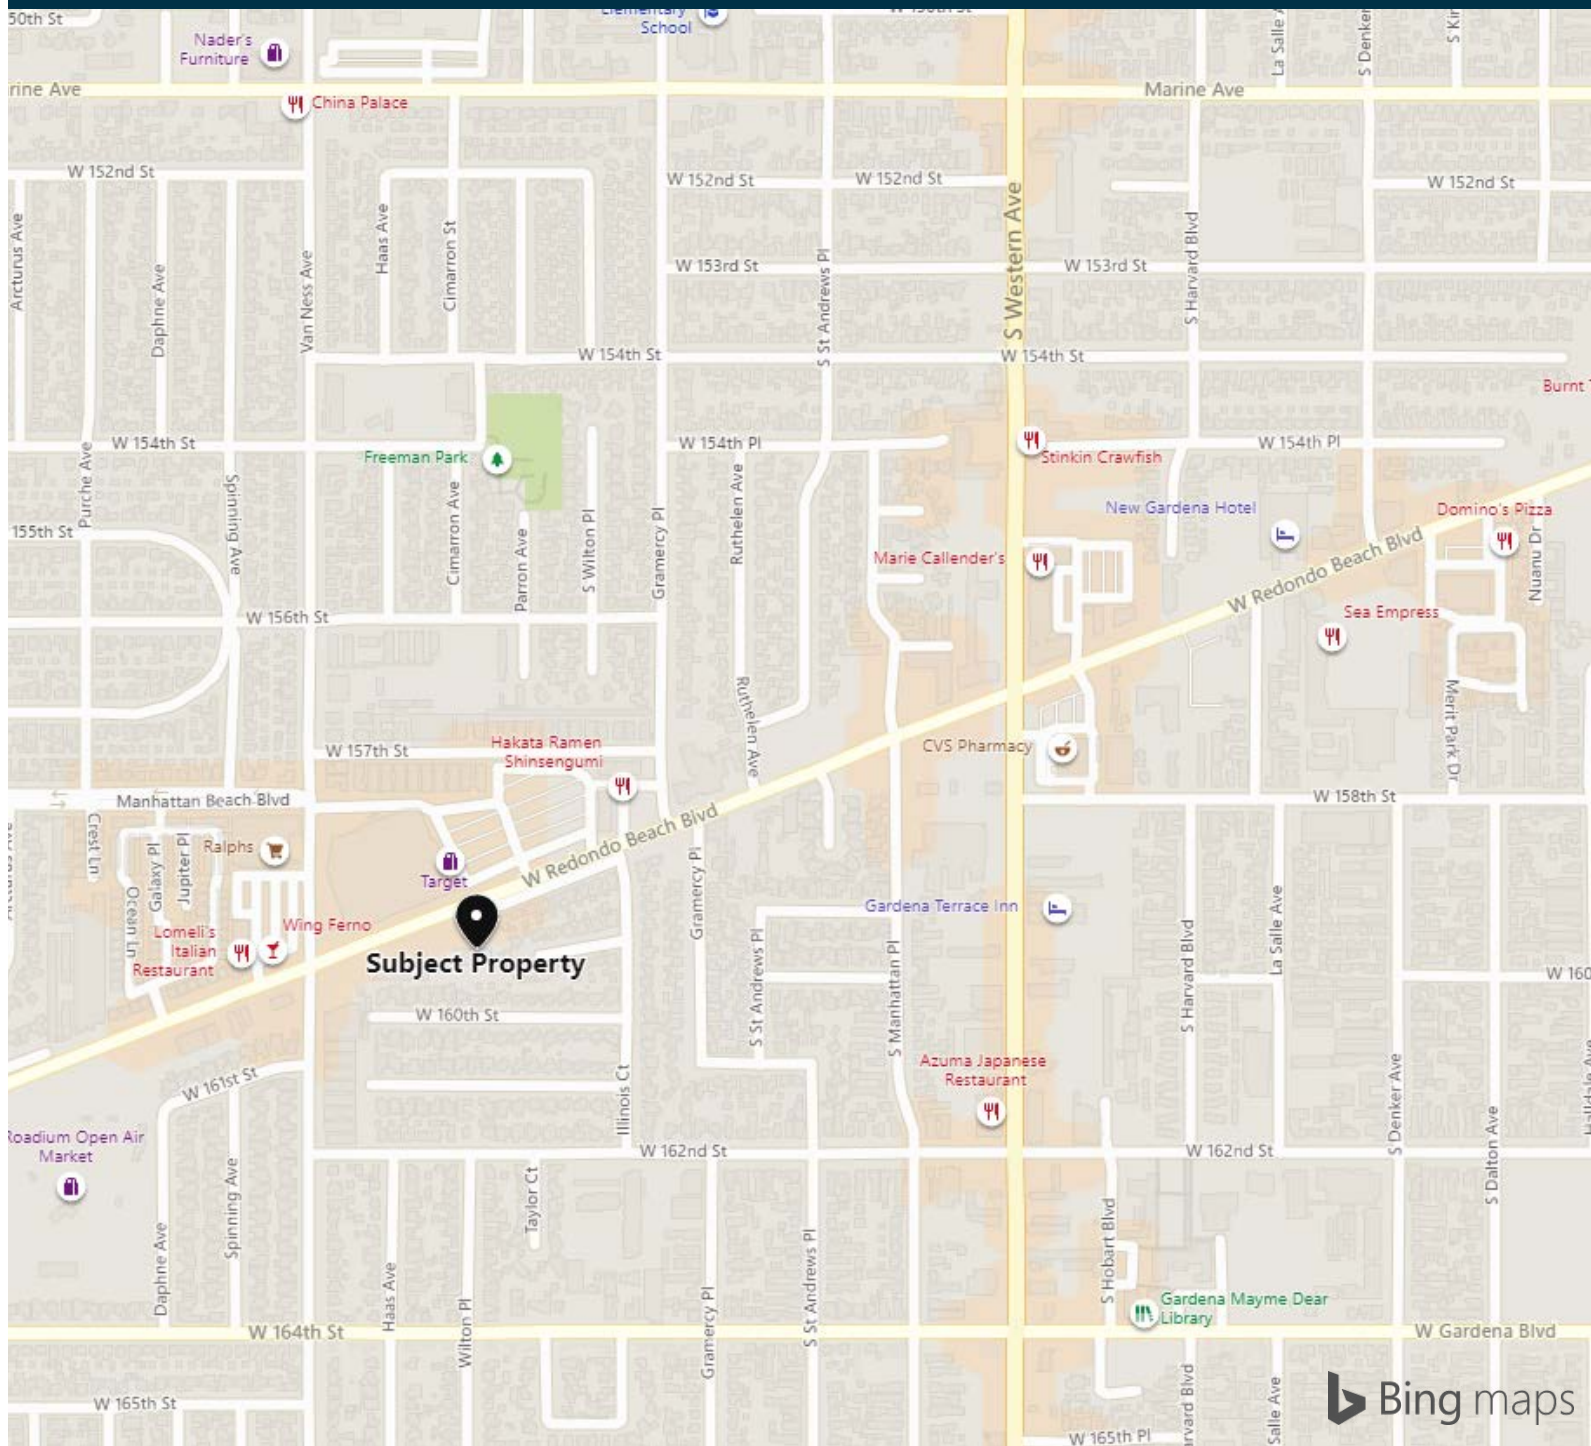 50th St
Nader's
Furniture
Elementary
School
La Salle
S Denker
rine Ave
China Palace
Marine Ave
W 152nd St
W 152nd St
W 152nd St
W 152nd St
Arcturus Ave
Daphne Ave
Van Ness Ave
Haas Ave
Cimarron St
W 153rd St
S St Andrews Pl
S Western Ave
W 153rd St
S Harvard Blvd
W 154th St
W 154th St
Burnt
W 154th St
Purche Ave
Spinning Ave
Freeman Park
W 154th Pl
Stinkin Crawfish
W 154th Pl
155th St
Cimarron Ave
Parron Ave
S Wilton Pl
Gramercy Pl
Ruthelen Ave
New Gardena Hotel
Domino's Pizza
Marie Callender's
W Redondo Beach Blvd
Nuanu Dr
W 156th St
Sea Empress
Ruthelen Ave
Merit Park Dr
W 157th St
Hakata Ramen
Shinsengumi
CVS Pharmacy
Manhattan Beach Blvd
W 158th St
Crest Ln
Ralphs
Galaxy Pl
Jupiter Pl
Ocean Ln
Target
W Redondo Beach Blvd
Gramercy Pl
Lomeli's
Italian
Restaurant
Wing Ferno
Subject Property
Gardena Terrace Inn
S St Andrews Pl
S Manhattan Pl
S Harvard Blvd
La Salle Ave
W 160
W 160th St
Azuma Japanese
Restaurant
W 161st St
Illinois Ct
S Denker Ave
Halldale Ave
Roadium Open Air
Market
W 162nd St
W 162nd St
S Dalton Ave
Spinning Ave
Taylor Ct
Daphne Ave
Haas Ave
Wilton Pl
Gramercy Pl
S St Andrews Pl
S Hobart Blvd
Gardena Mayme Dear
Library
W 164th St
W Gardena Blvd
W 165th St
arvard Blvd
Salle Ave
W 165th Pl
Bing maps